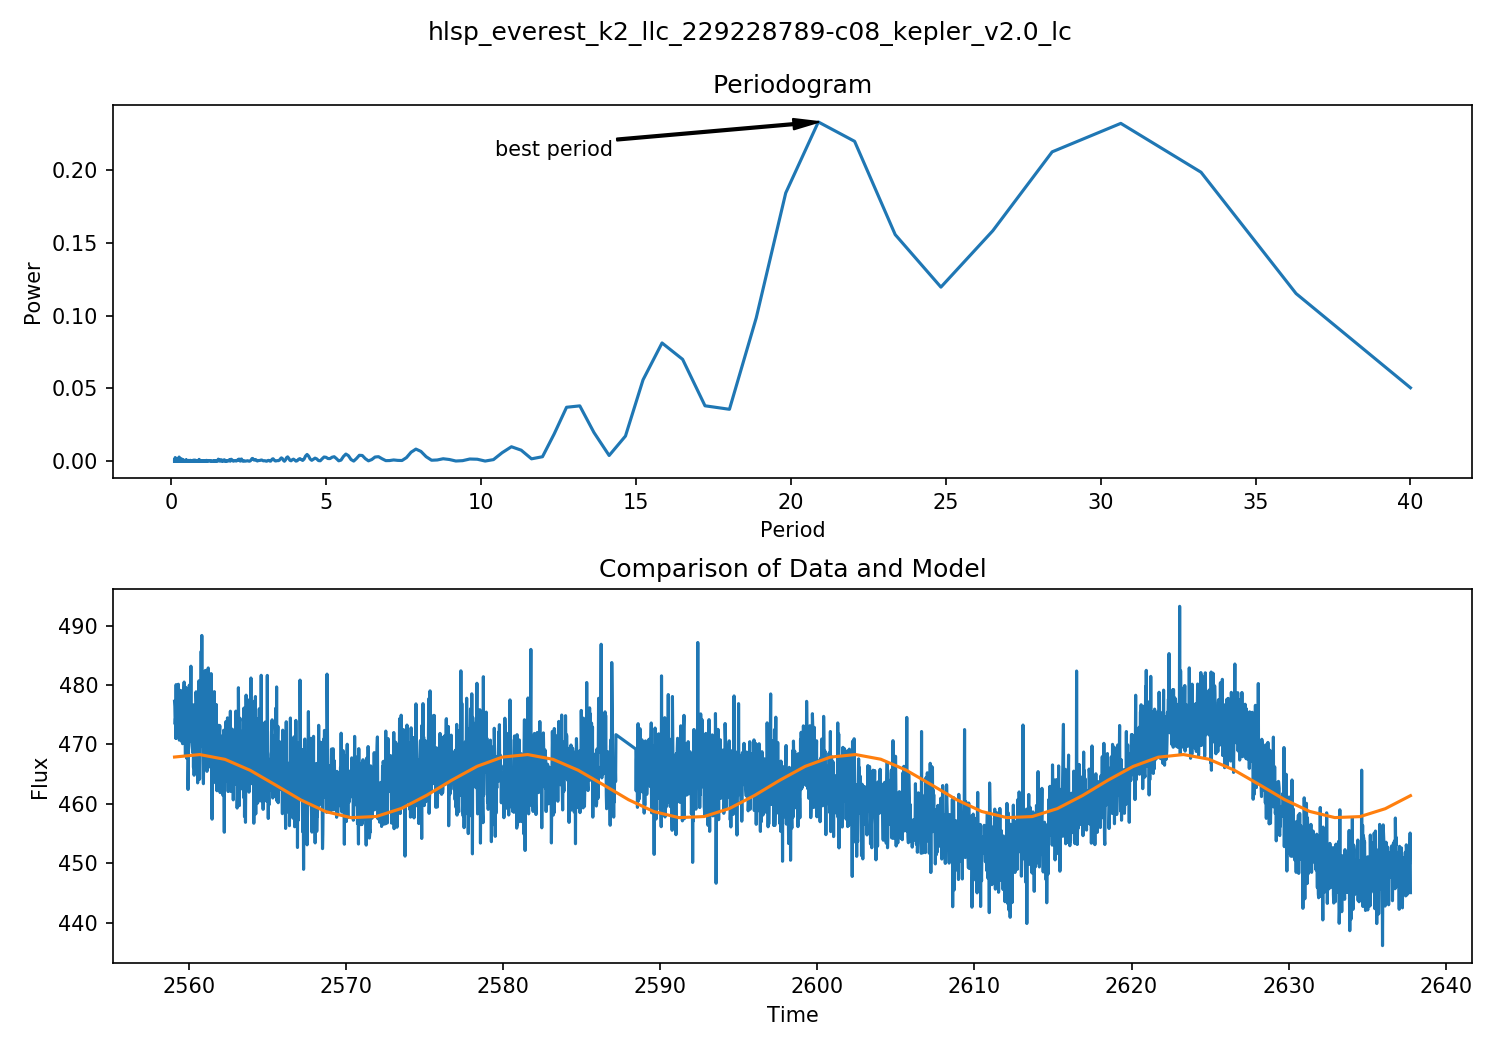 hlsp_everest_k2_llc_229228789-c08_kepler_v2.0_lc
Periodogram
best period
Power
0.20
0.15
0.10
0.05
0.00
0 5 10 15 20 25 30 35 40
Period
Comparison of Data and Model
Flux
490
480
470
460
450
440
2560 2570 2580 2590 2600 2610 2620 2630 2640
Time